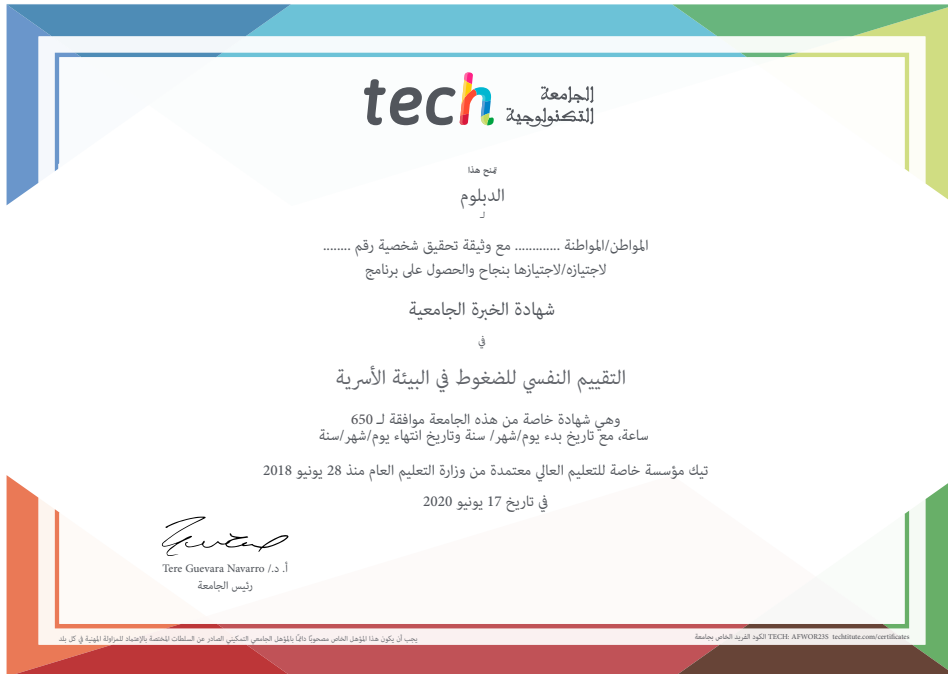 tech الجامعة
التكنولوجية
تمنح هذا
الدبلوم
لـ
المواطن/المواطنة ............. مع وثيقة تحقيق شخصية رقم ........
لاجتيازه/لاجتيازها بنجاح والحصول على برنامج
شهادة الخبرة الجامعية
في
التقييم النفسي للضغوط في البيئة الأسرية
وهي شهادة خاصة من هذه الجامعة موافقة لـ 650
ساعة، مع تاريخ بدء يوم/شهر/ سنة وتاريخ انتهاء يوم/شهر/سنة
تيك مؤسسة خاصة للتعليم العالي معتمدة من وزارة التعليم العام منذ 28 يونيو 2018
في تاريخ 17 يونيو 2020
أ. د./ Tere Guevara Navarro
رئيس الجامعة
يجب أن يكون هذا المؤهل الخاص مصحوبًا دائمًا بالمؤهل الجامعي التمكيني الصادر عن السلطات المختصة بالإعتماد للمزاولة المهنية في كل بلد
الكود الفريد الخاص بجامعة TECH: AFWOR23S techtitute.com/certificates